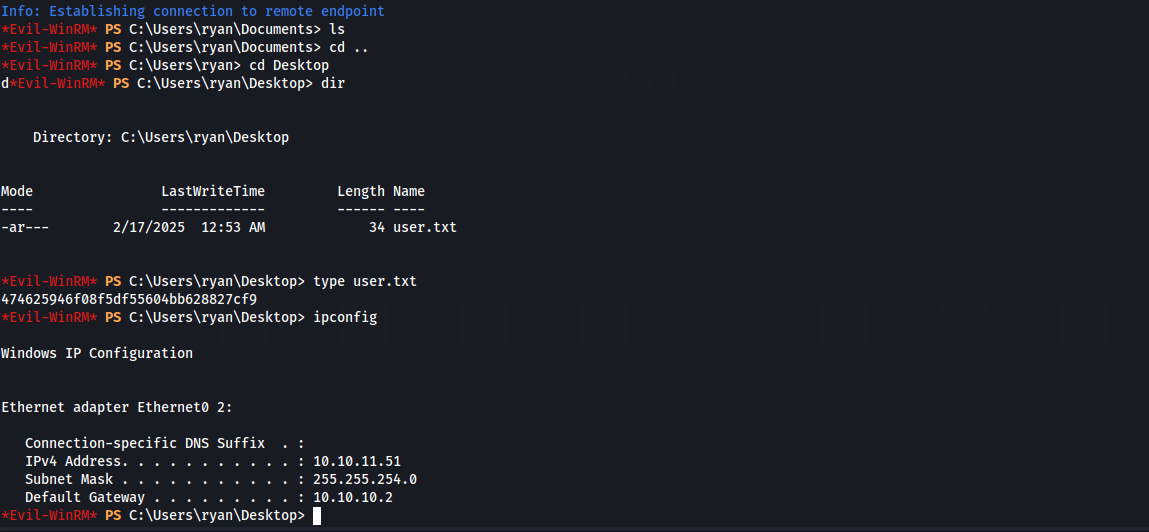 Info: Establishing connection to remote endpoint
*Evil-WinRM* PS C:\Users\ryan\Documents> ls
*Evil-WinRM* PS C:\Users\ryan\Documents> cd ..
*Evil-WinRM* PS C:\Users\ryan> cd Desktop
d*Evil-WinRM* PS C:\Users\ryan\Desktop> dir
Directory: C:\Users\ryan\Desktop
Mode                LastWriteTime         Length Name
----                -------------         ------ ----
-ar---        2/17/2025  12:53 AM             34 user.txt
*Evil-WinRM* PS C:\Users\ryan\Desktop> type user.txt
474625946f08f5df55604bb628827cf9
*Evil-WinRM* PS C:\Users\ryan\Desktop> ipconfig
Windows IP Configuration
Ethernet adapter Ethernet0 2:
Connection-specific DNS Suffix  . :
IPv4 Address. . . . . . . . . . . : 10.10.11.51
Subnet Mask . . . . . . . . . . . : 255.255.254.0
Default Gateway . . . . . . . . . : 10.10.10.2
*Evil-WinRM* PS C:\Users\ryan\Desktop>